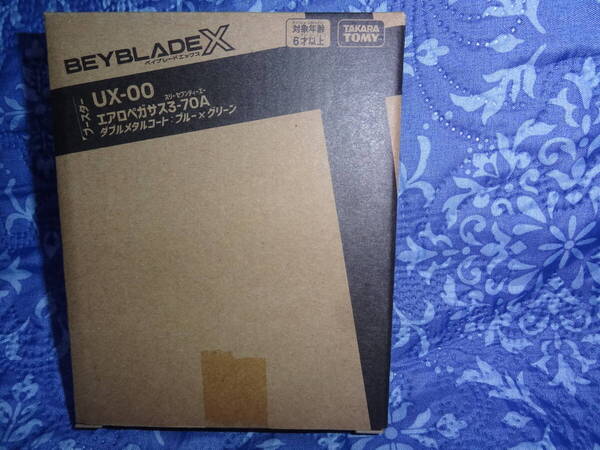 BEYBLADE X
ベイブレードエックス
対象年齢
6才以上
TAKARA
TOMY
ブースター
UX-00
スリーセブンティーエー
エアロペガサス3-70A
ダブルメタルコート:ブルー×グリーン